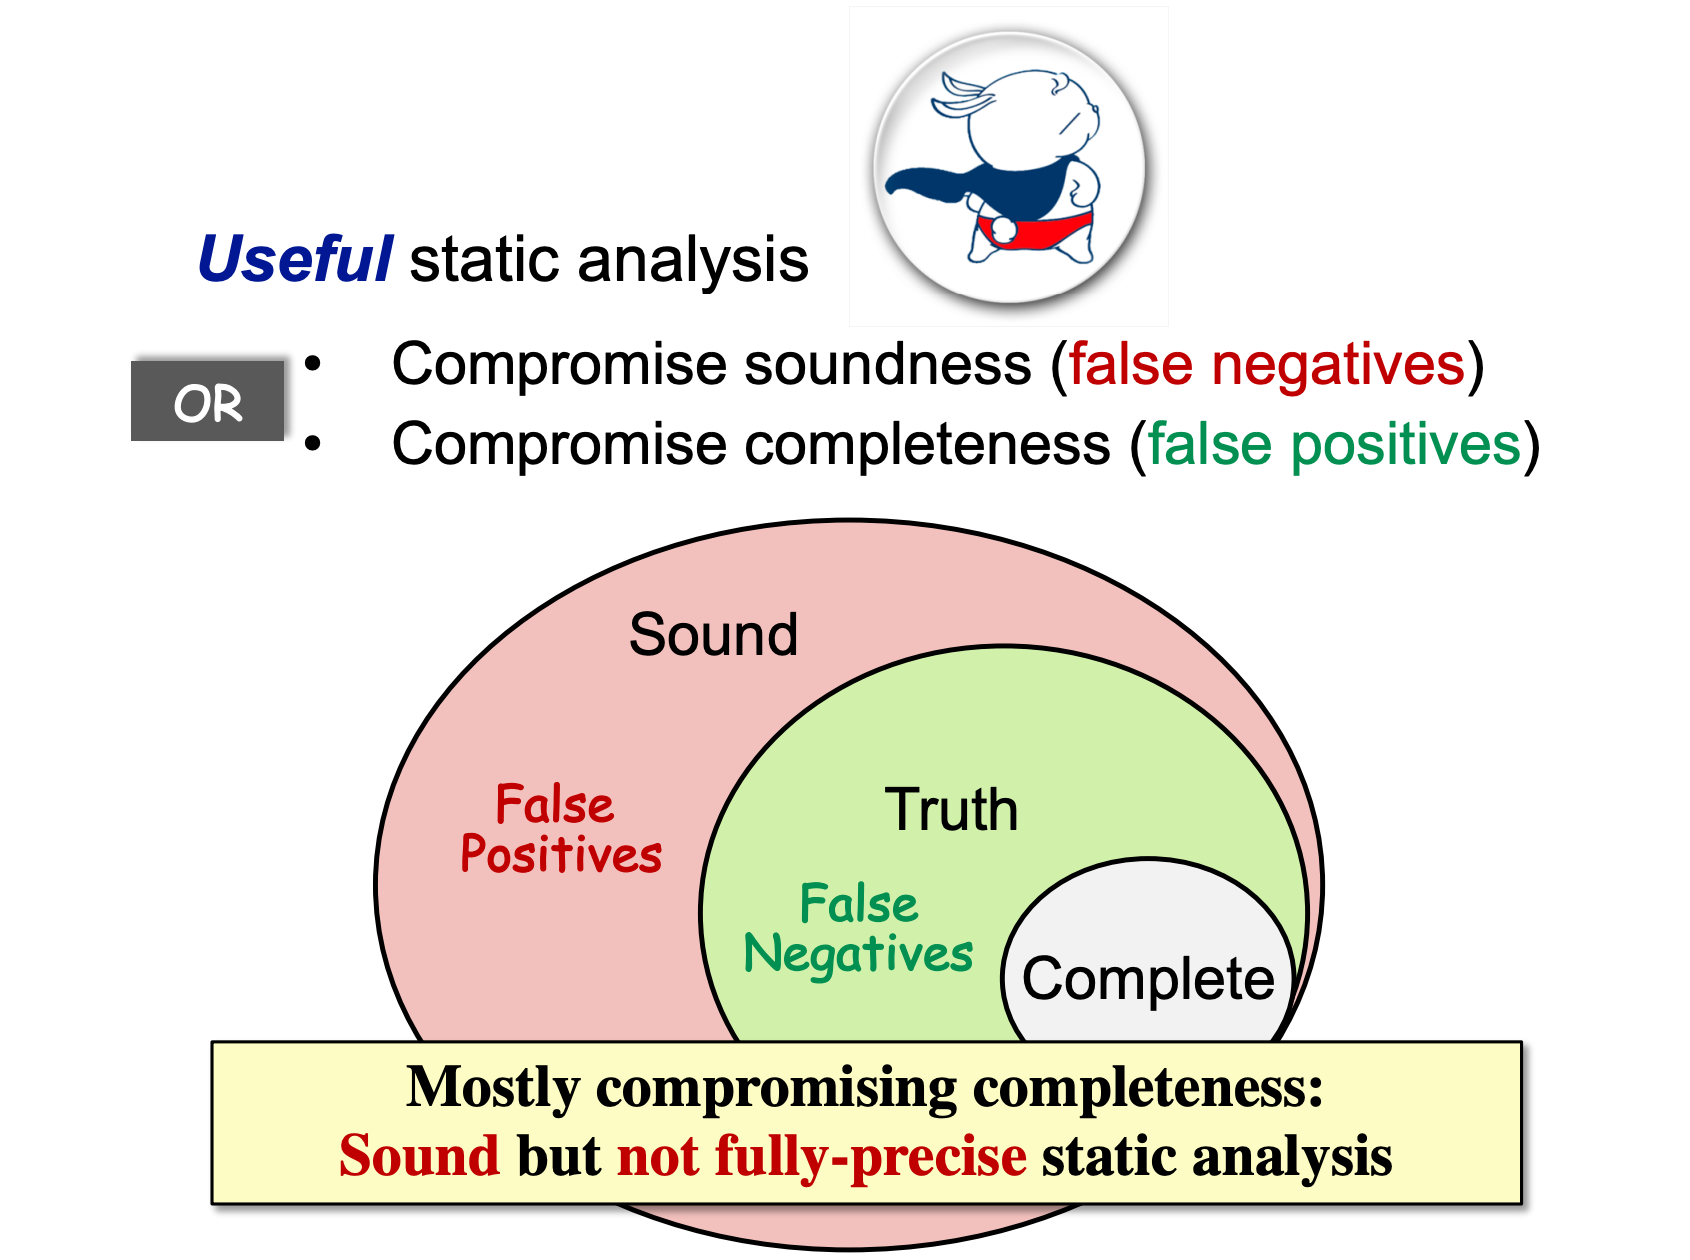 Useful static analysis
OR
• Compromise soundness (false negatives)
• Compromise completeness (false positives)
Sound
Truth
False
Positives
False
Negatives
Complete
Mostly compromising completeness:
Sound but not fully-precise static analysis